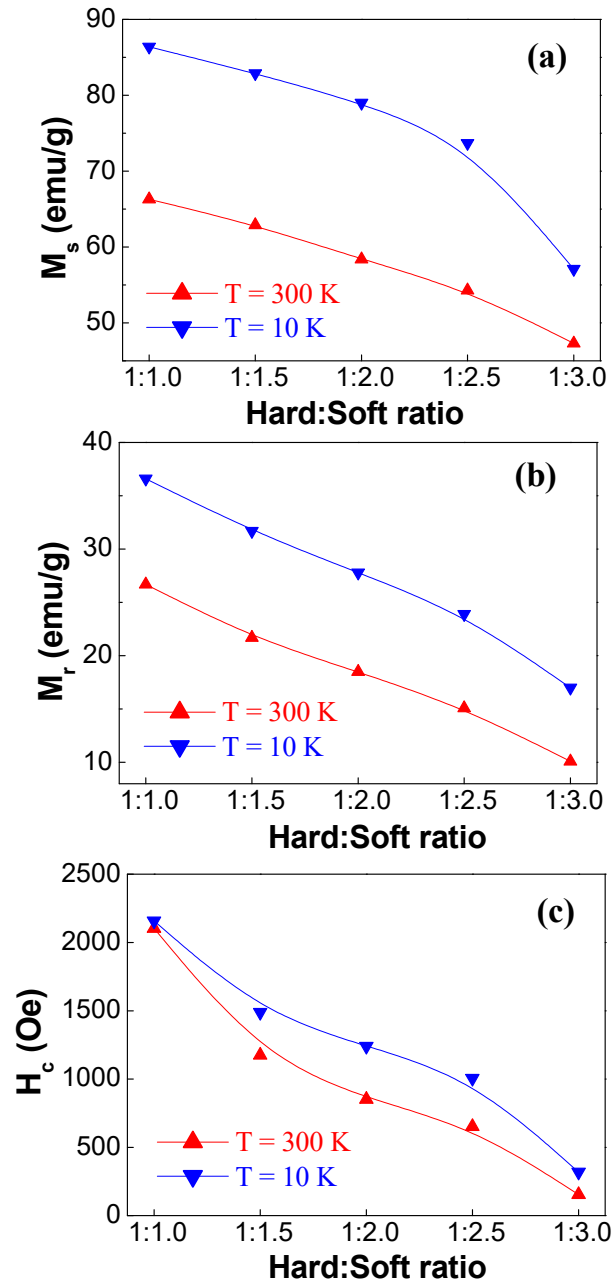 (a)
M_s (emu/g)
90
80
70
60
50
T = 300 K
T = 10 K
1:1.0 1:1.5 1:2.0 1:2.5 1:3.0
Hard:Soft ratio
(b)
M_r (emu/g)
40
30
20
10
T = 300 K
T = 10 K
1:1.0 1:1.5 1:2.0 1:2.5 1:3.0
Hard:Soft ratio
(c)
H_c (Oe)
2500
2000
1500
1000
500
0
T = 300 K
T = 10 K
1:1.0 1:1.5 1:2.0 1:2.5 1:3.0
Hard:Soft ratio